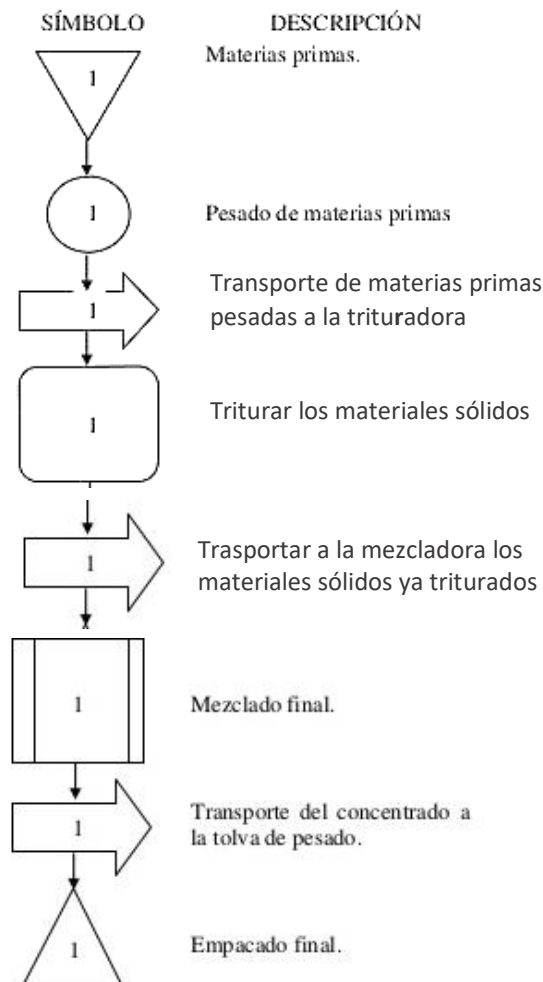 SÍMBOLO DESCRIPCIÓN
Materias primas.
1
1
Pesado de materias primas
Transporte de materias primas
1
pesadas a la trituradora
1
Triturar los materiales sólidos
1
Trasportar a la mezcladora los
materiales sólidos ya triturados
1
Mezclado final.
1
Transporte del concentrado a
la tolva de pesado.
1
Empacado final.